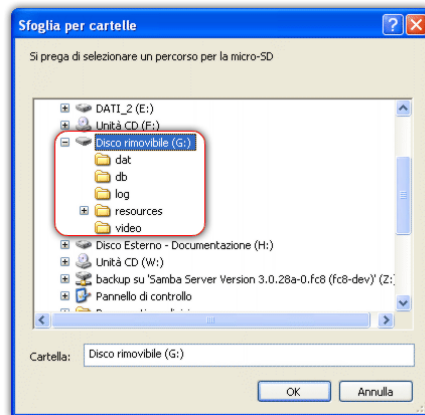 Sfoglia per cartelle
Si prega di selezionare un percorso per la micro-SD
DATI_2 (E:)
Unità CD (F:)
Disco rimovibile (G:)
dat
db
log
resources
video
Disco Esterno - Documentazione (H:)
Unità CD (W:)
backup su 'Samba Server Version 3.0.28a-0.fc8 (fc8-dev)' (Z:
Pannello di controllo
Cartella:
Disco rimovibile (G:)
OK
Annulla